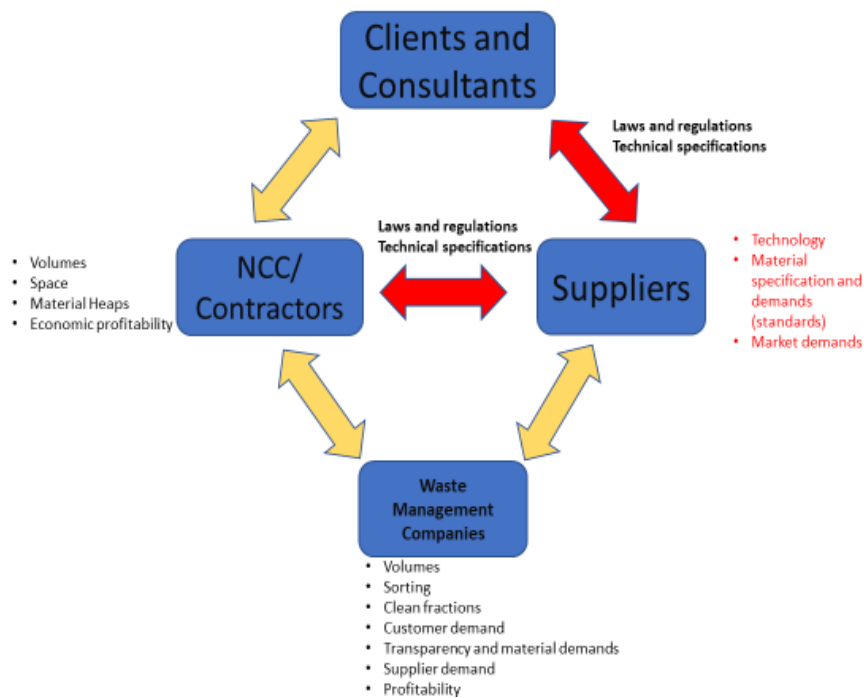 Clients and
Consultants
Laws and regulations
Technical specifications
Laws and regulations
Technical specifications
• Volumes
• Space
• Material Heaps
• Economic profitability
NCC/
Contractors
Suppliers
• Technology
• Material
specification and
demands
(standards)
• Market demands
Waste
Management
Companies
• Volumes
• Sorting
• Clean fractions
• Customer demand
• Transparency and material demands
• Supplier demand
• Profitability